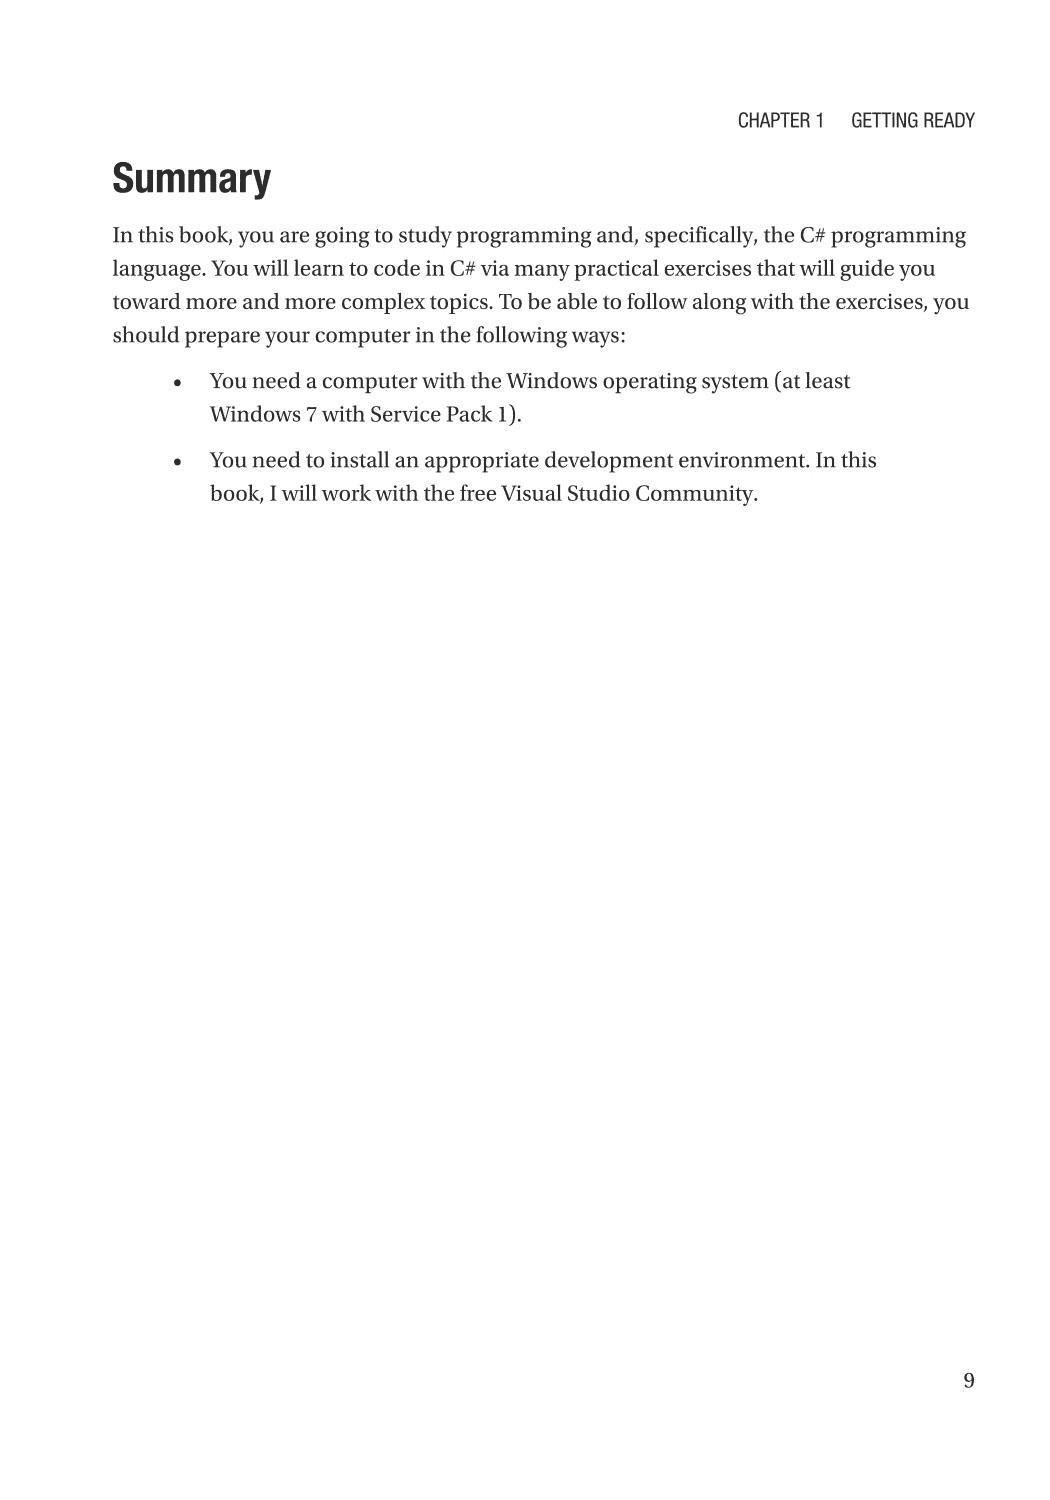 CHAPTER 1 GETTING READY
Summary
In this book, you are going to study programming and, specifically, the C# programming
language. You will learn to code in C# via many practical exercises that will guide you
toward more and more complex topics. To be able to follow along with the exercises, you
should prepare your computer in the following ways:
• You need a computer with the Windows operating system (at least
Windows 7 with Service Pack 1).
• You need to install an appropriate development environment. In this
book, I will work with the free Visual Studio Community.
9